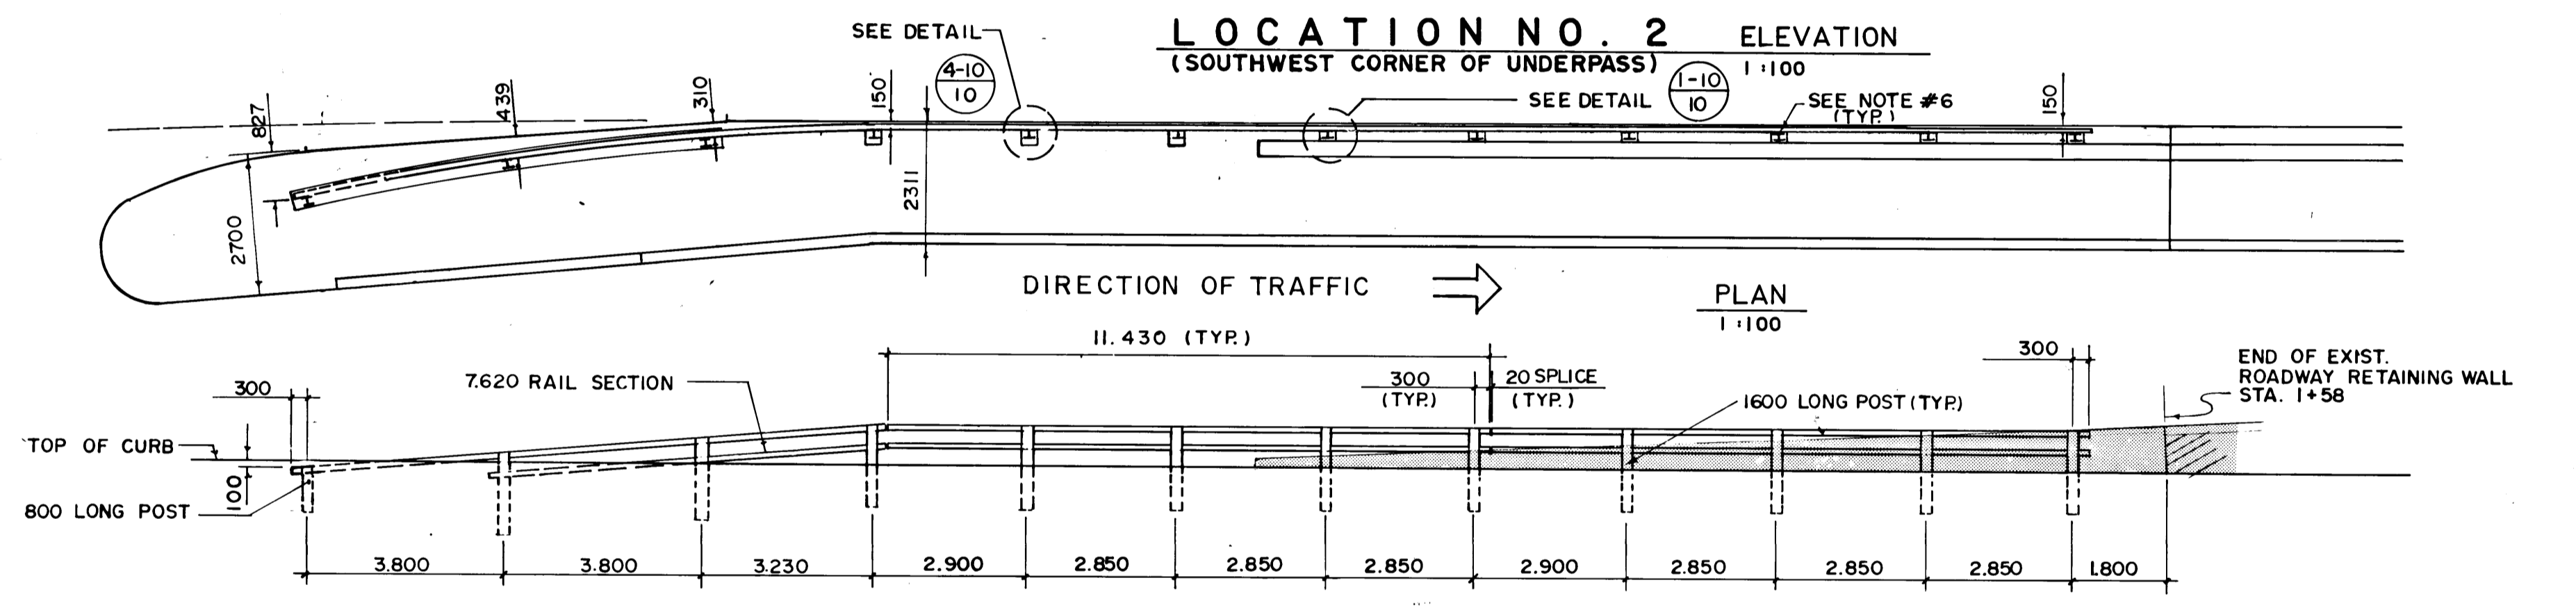 LOCATION NO. 2 ELEVATION
(SOUTHWEST CORNER OF UNDERPASS) 1:100
SEE DETAIL
4-10
10
SEE DETAIL
1-10
10
SEE NOTE #6
(TYP.)
827
439
310
150
150
2700
2311
DIRECTION OF TRAFFIC
PLAN
1:100
11.430 (TYP.)
300
(TYP.)
20 SPLICE
(TYP.)
300
END OF EXIST.
ROADWAY RETAINING WALL
STA. 1+58
300
7.620 RAIL SECTION
1600 LONG POST (TYP.)
TOP OF CURB
100
800 LONG POST
3.800 3.800 3.230 2.900 2.850 2.850 2.850 2.900 2.850 2.850 2.850 1.800